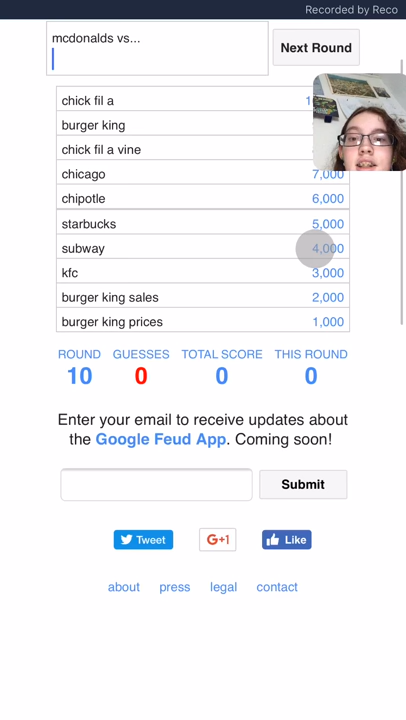 Recorded by Reco
mcdonalds vs...
Next Round
chick fil a
burger king
chick fil a vine
chicago 7,000
chipotle 6,000
starbucks 5,000
subway 4,000
kfc 3,000
burger king sales 2,000
burger king prices 1,000
ROUND GUESSES TOTAL SCORE THIS ROUND
10 0 0 0
Enter your email to receive updates about
the Google Feud App. Coming soon!
Submit
Tweet G+1 Like
about press legal contact